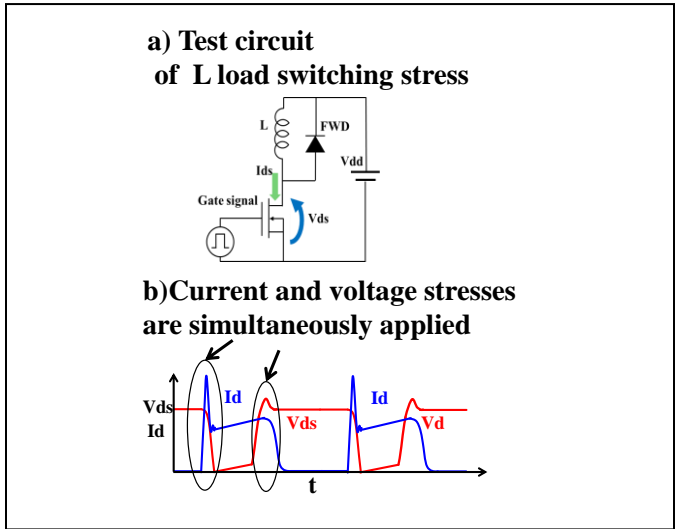 a) Test circuit
of L load switching stress
L
FWD
Vdd
Ids
Gate signal
Vds
b)Current and voltage stresses
are simultaneously applied
Vds
Id
Id
Vds
Id
Vd
t